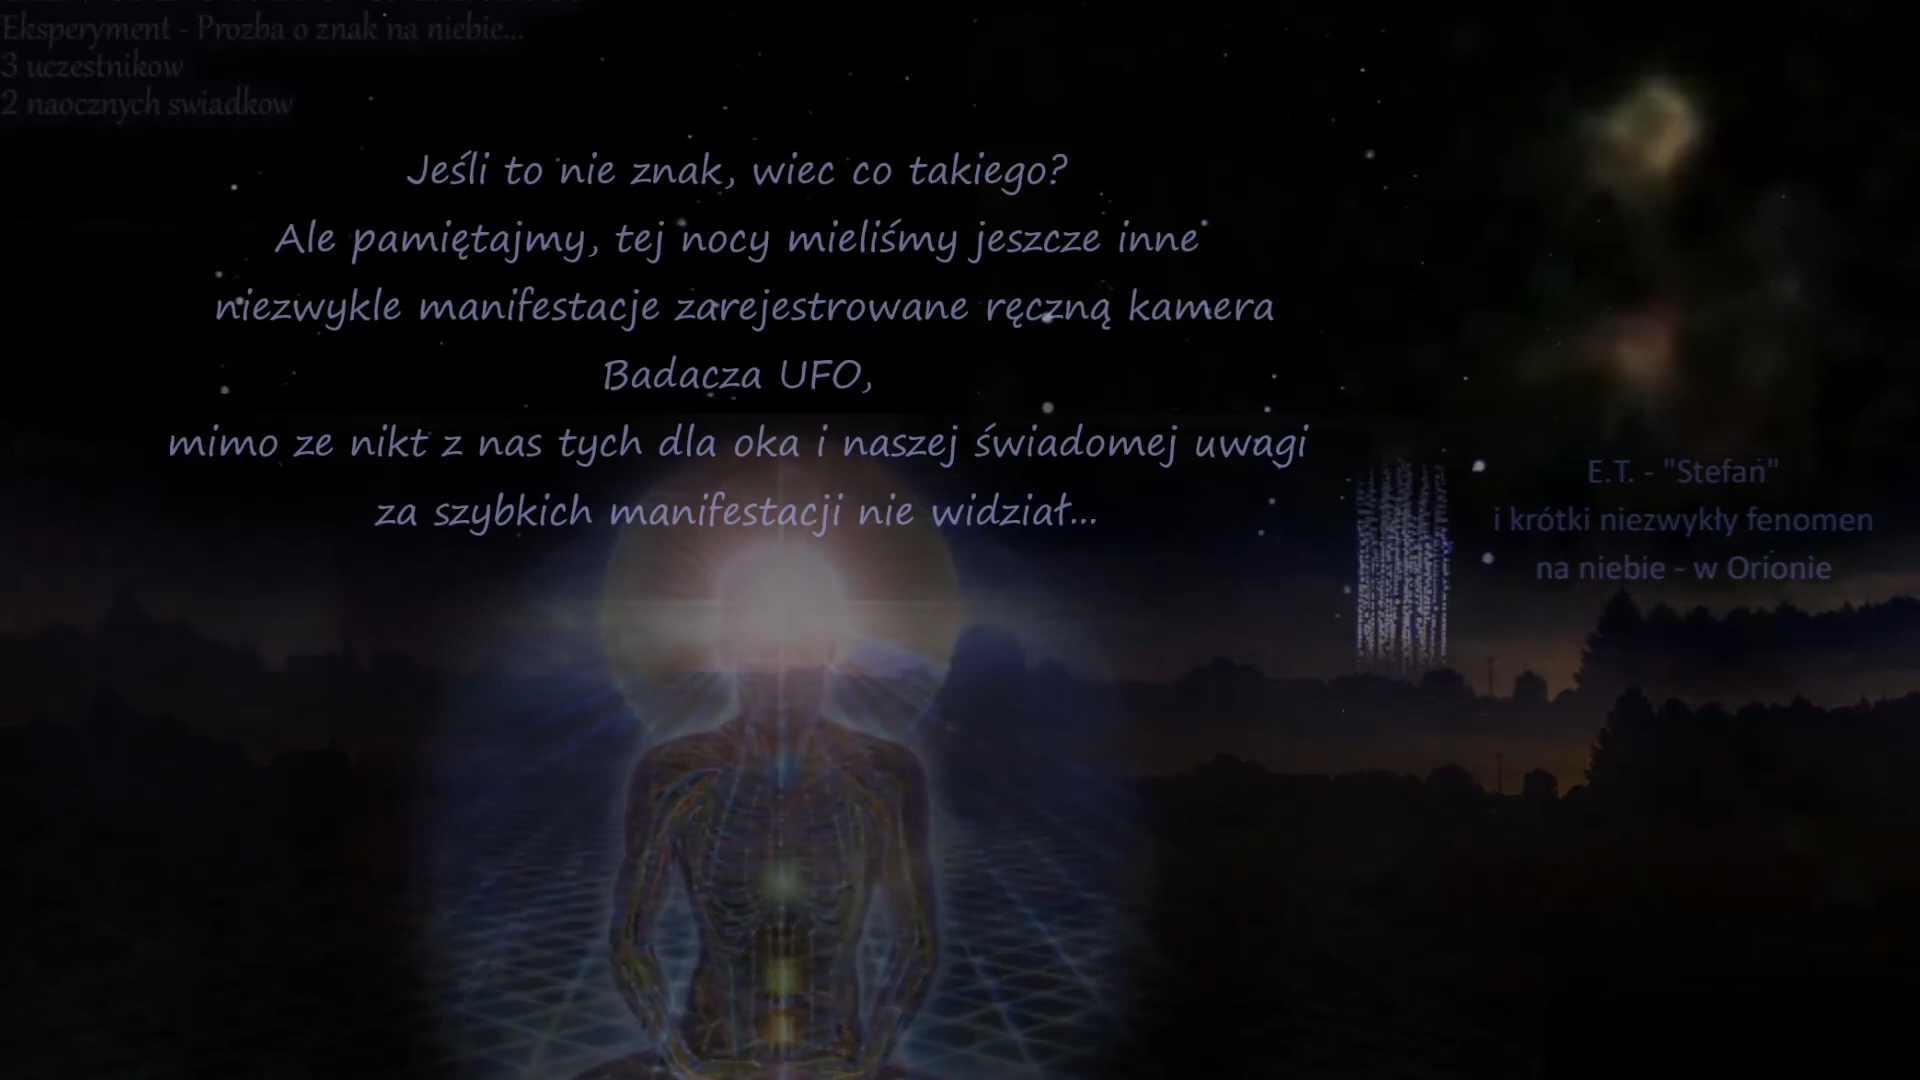 Eksperyment - Prozba o znak na niebie...
3 uczestnikow
2 naocznych swiadkow
Jeśli to nie znak, wiec co takiego?
Ale pamiętajmy, tej nocy mieliśmy jeszcze inne
niezwykle manifestacje zarejestrowane ręczną kamera
Badacza UFO,
mimo ze nikt z nas tych dla oka i naszej świadomej uwagi
za szybkich manifestacji nie widział...
E.T. - "Stefan"
i krótki niezwykły fenomen
na niebie - w Orionie